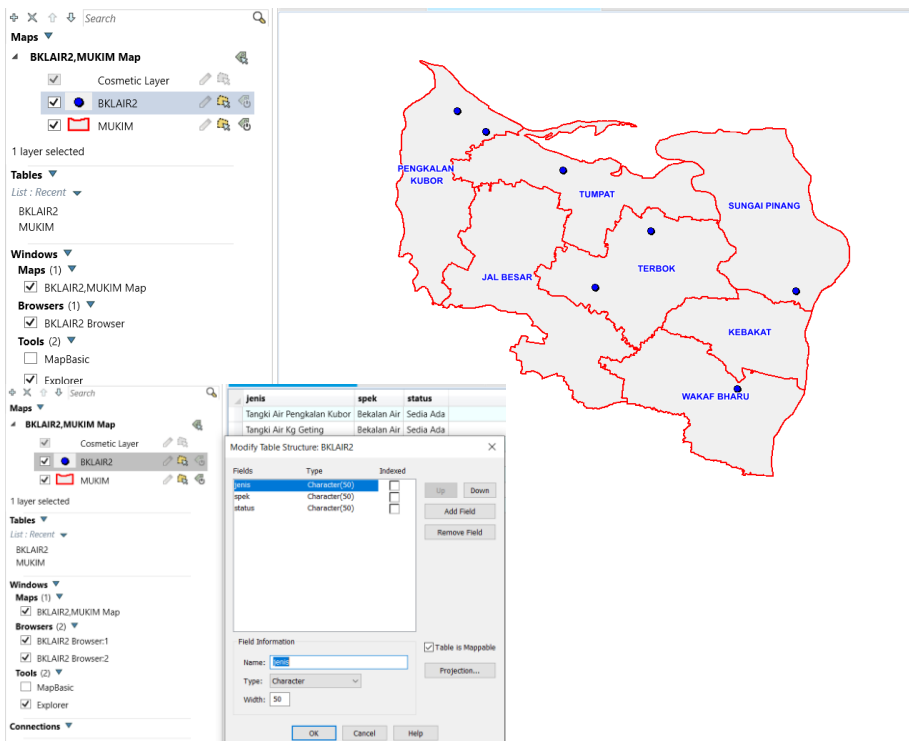 Search
Maps
BKLAIR2,MUKIM Map
Cosmetic Layer
BKLAIR2
MUKIM
1 layer selected
Tables
List : Recent
BKLAIR2
MUKIM
Windows
Maps (1)
BKLAIR2,MUKIM Map
Browsers (1)
BKLAIR2 Browser
Tools (2)
MapBasic
Explorer
PENGKALAN
KUBOR
TUMPAT
SUNGAI PINANG
JAL BESAR
TERBOK
KEBAKAT
WAKAF BHARU
Search
Maps
BKLAIR2,MUKIM Map
Cosmetic Layer
BKLAIR2
MUKIM
1 layer selected
Tables
List : Recent
BKLAIR2
MUKIM
Windows
Maps (1)
BKLAIR2,MUKIM Map
Browsers (2)
BKLAIR2 Browser:1
BKLAIR2 Browser:2
Tools (2)
MapBasic
Explorer
Connections
jenis spek status
Tangki Air Pengkalan Kubor Bekalan Air Sedia Ada
Tangki Air Kg Geting Bekalan Air Sedia Ada
Modify Table Structure: BKLAIR2
Fields Type Indexed
jenis Character(50)
spek Character(50)
status Character(50)
Up Down
Add Field
Remove Field
Field Information
Name: jenis
Type: Character
Width: 50
Table is Mappable
Projection...
OK Cancel Help